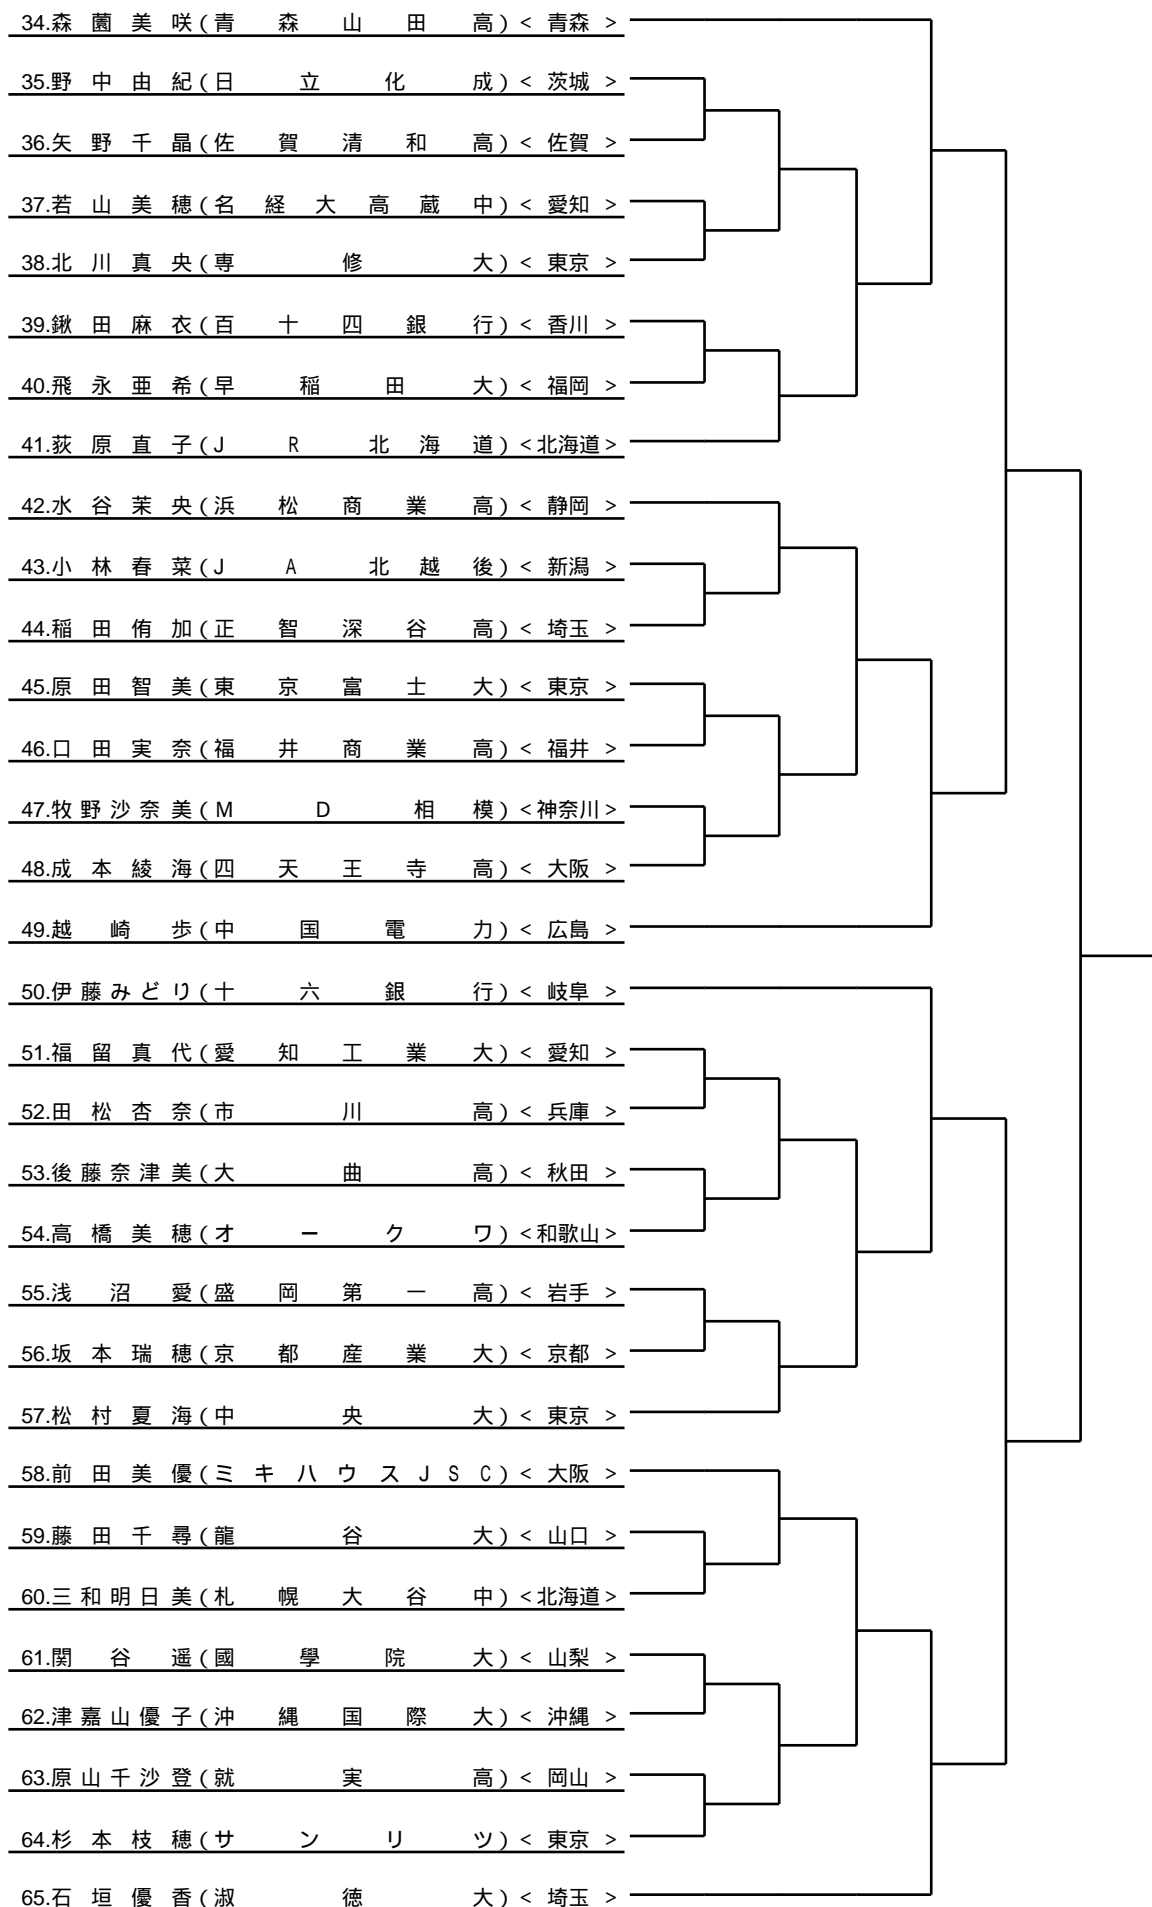 34.森薗美咲(青森山田高)< 青森 >
35.野中由紀(日立化成)< 茨城 >
36.矢野千晶(佐賀清和高)< 佐賀 >
37.若山美穂(名経大高蔵中)< 愛知 >
38.北川真央(専修大)< 東京 >
39.鍬田麻衣(百十四銀行)< 香川 >
40.飛永亜希(早稲田大)< 福岡 >
41.荻原直子(JR北海道)<北海道>
42.水谷茉央(浜松商業高)< 静岡 >
43.小林春菜(JA北越後)< 新潟 >
44.稲田侑加(正智深谷高)< 埼玉 >
45.原田智美(東京富士大)< 東京 >
46.口田実奈(福井商業高)< 福井 >
47.牧野沙奈美(MD相模)<神奈川>
48.成本綾海(四天王寺高)< 大阪 >
49.越崎歩(中国電力)< 広島 >
50.伊藤みどり(十六銀行)< 岐阜 >
51.福留真代(愛知工業大)< 愛知 >
52.田松杏奈(市川高)< 兵庫 >
53.後藤奈津美(大曲高)< 秋田 >
54.高橋美穂(オークワ)<和歌山>
55.浅沼愛(盛岡第一高)< 岩手 >
56.坂本瑞穂(京都産業大)< 京都 >
57.松村夏海(中央大)< 東京 >
58.前田美優(ミキハウスJSC)< 大阪 >
59.藤田千尋(龍谷大)< 山口 >
60.三和明日美(札幌大谷中)<北海道>
61.関谷遥(國學院大)< 山梨 >
62.津嘉山優子(沖縄国際大)< 沖縄 >
63.原山千沙登(就実高)< 岡山 >
64.杉本枝穂(サンリツ)< 東京 >
65.石垣優香(淑徳大)< 埼玉 >